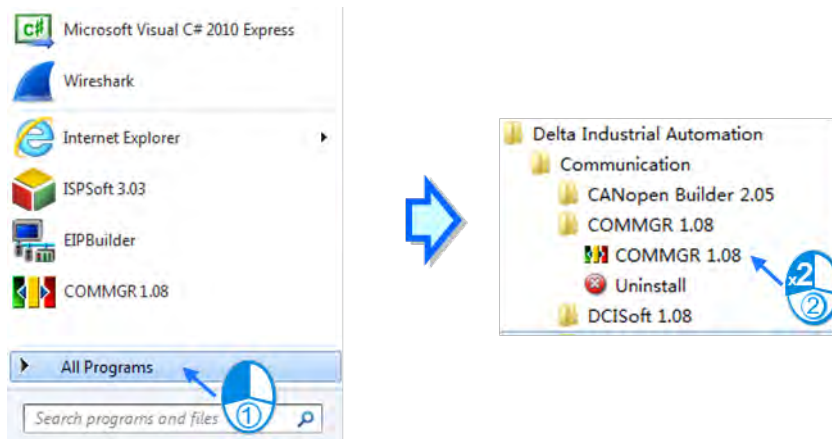 C#
Microsoft Visual C# 2010 Express
Wireshark
Internet Explorer
ISPSoft 3.03
EIPBuilder
COMMGR 1.08
All Programs
Search programs and files
1
Delta Industrial Automation
Communication
CANopen Builder 2.05
COMMGR 1.08
COMMGR 1.08
Uninstall
DCISoft 1.08
x2
2